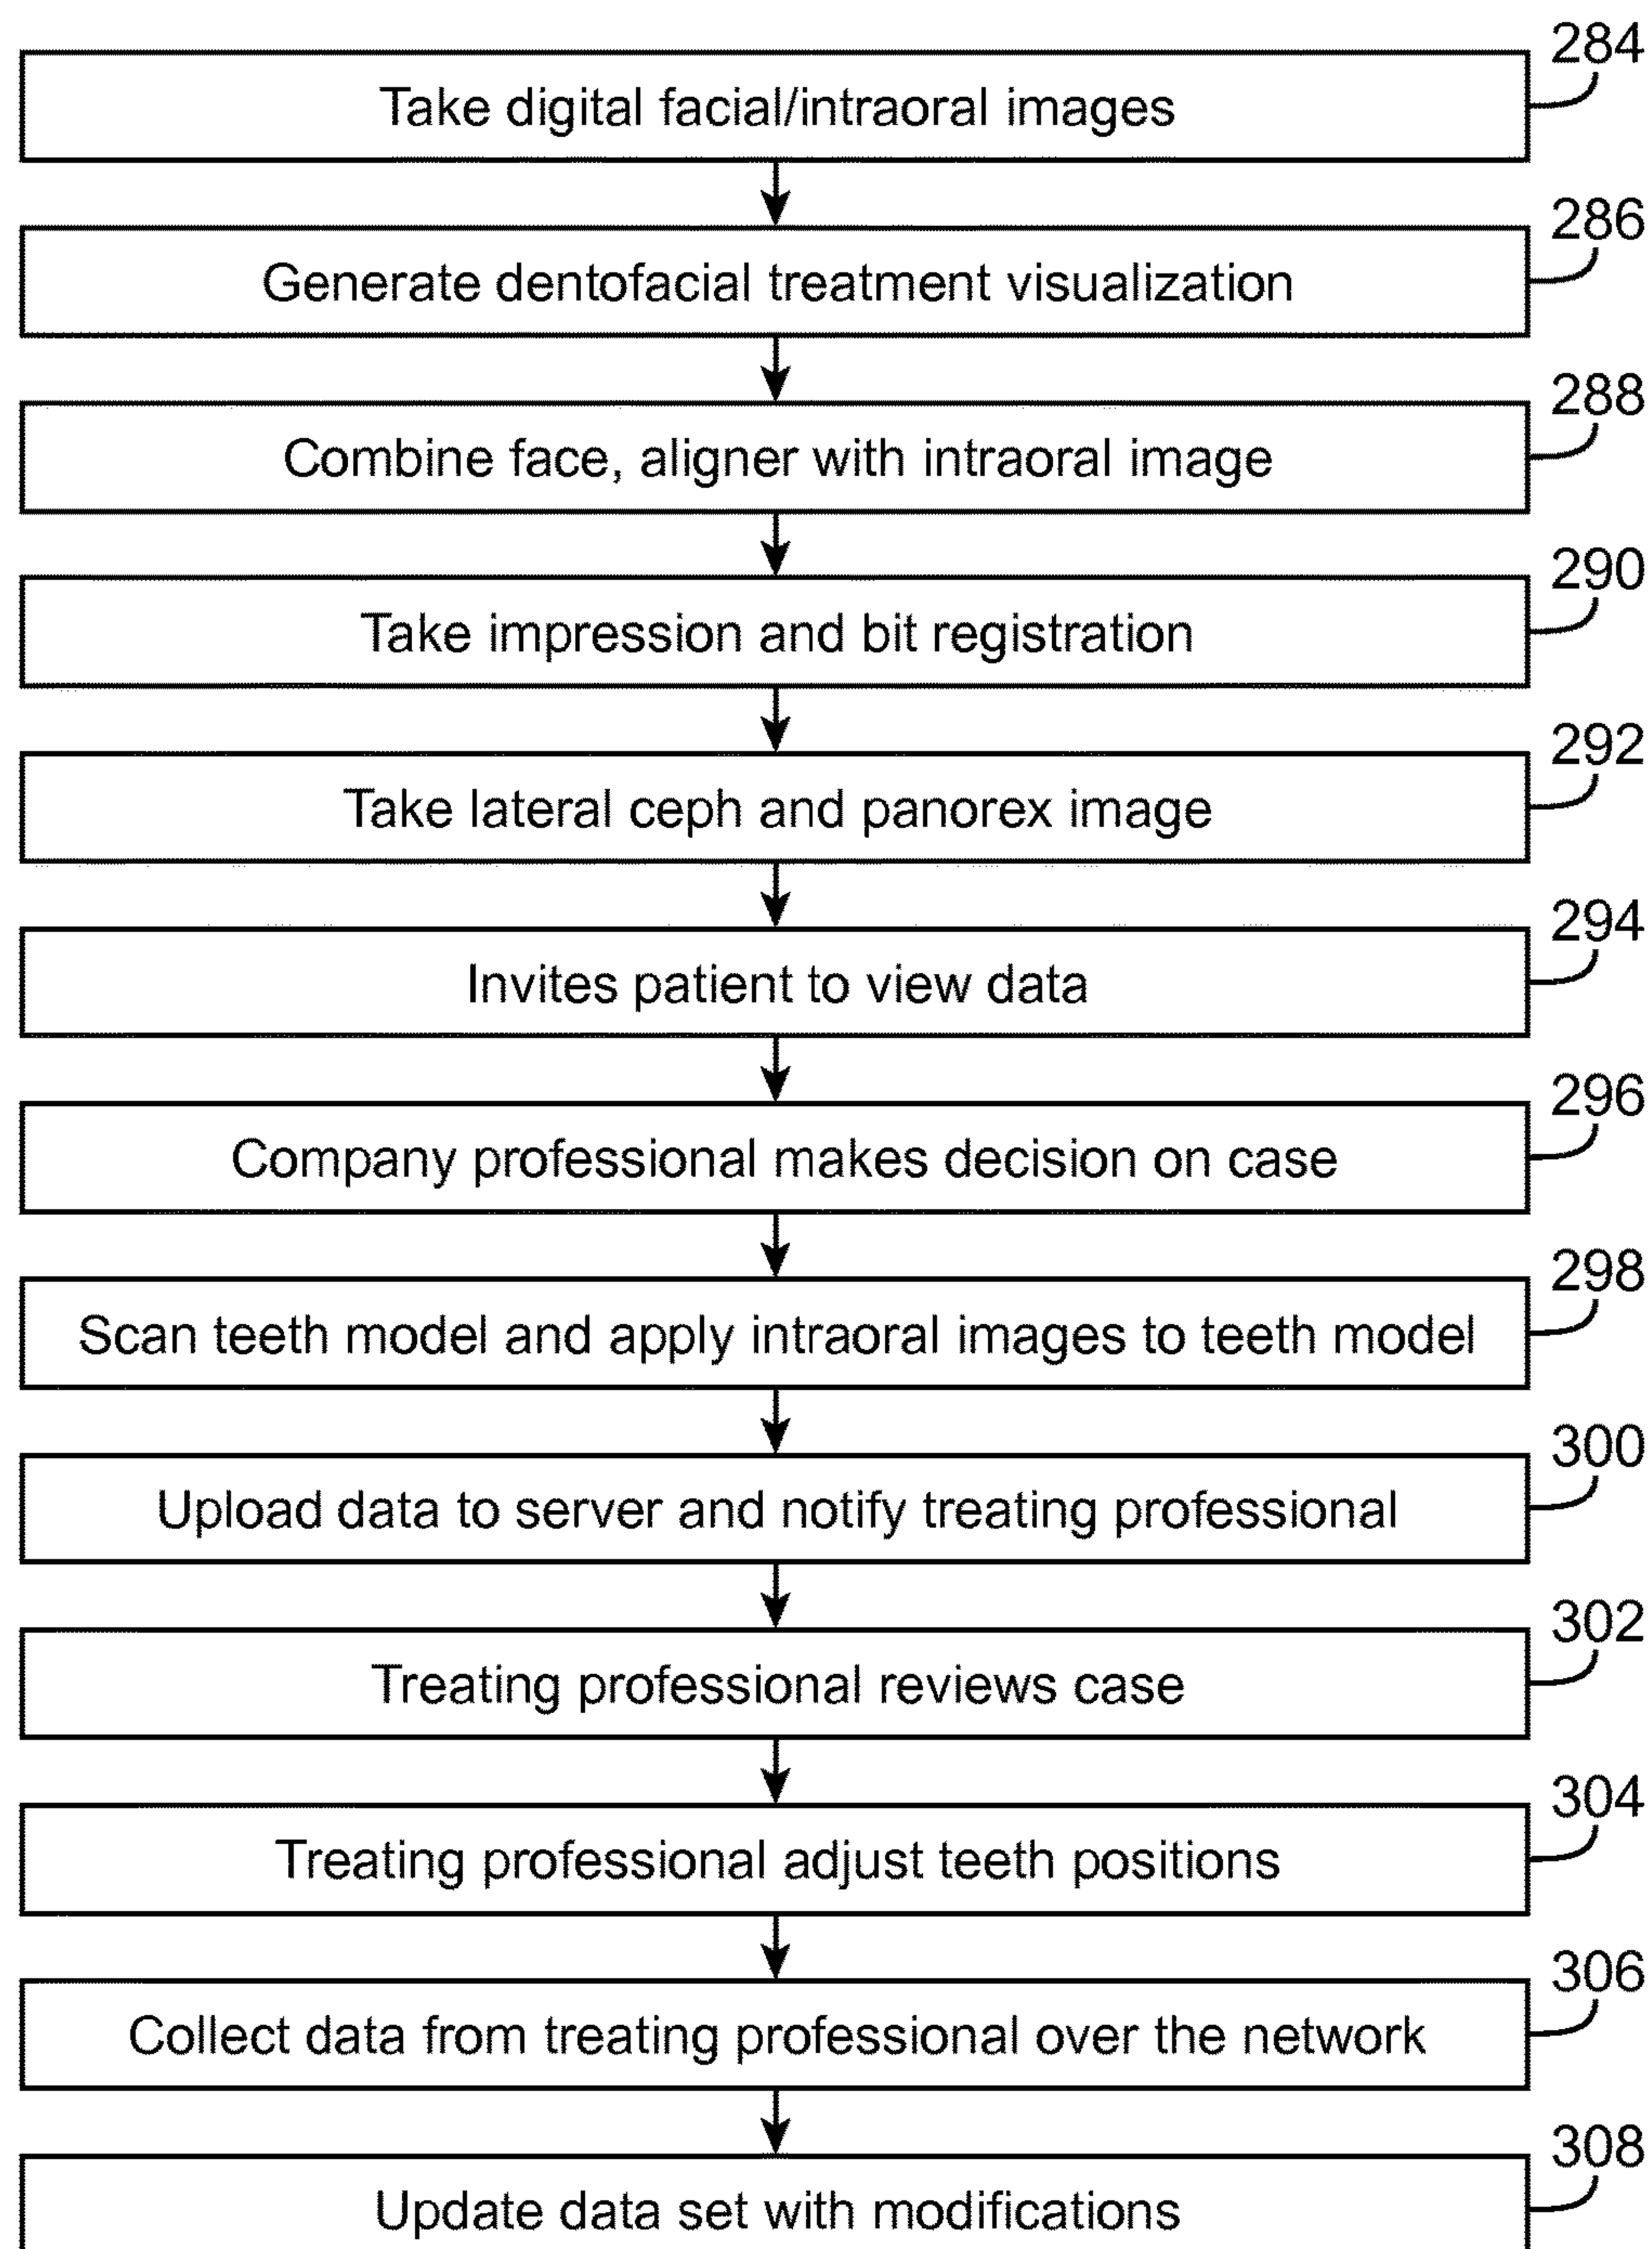 284
Take digital facial/intraoral images
286
Generate dentofacial treatment visualization
288
Combine face, aligner with intraoral image
290
Take impression and bit registration
292
Take lateral ceph and panorex image
294
Invites patient to view data
296
Company professional makes decision on case
298
Scan teeth model and apply intraoral images to teeth model
300
Upload data to server and notify treating professional
302
Treating professional reviews case
304
Treating professional adjust teeth positions
306
Collect data from treating professional over the network
308
Update data set with modifications